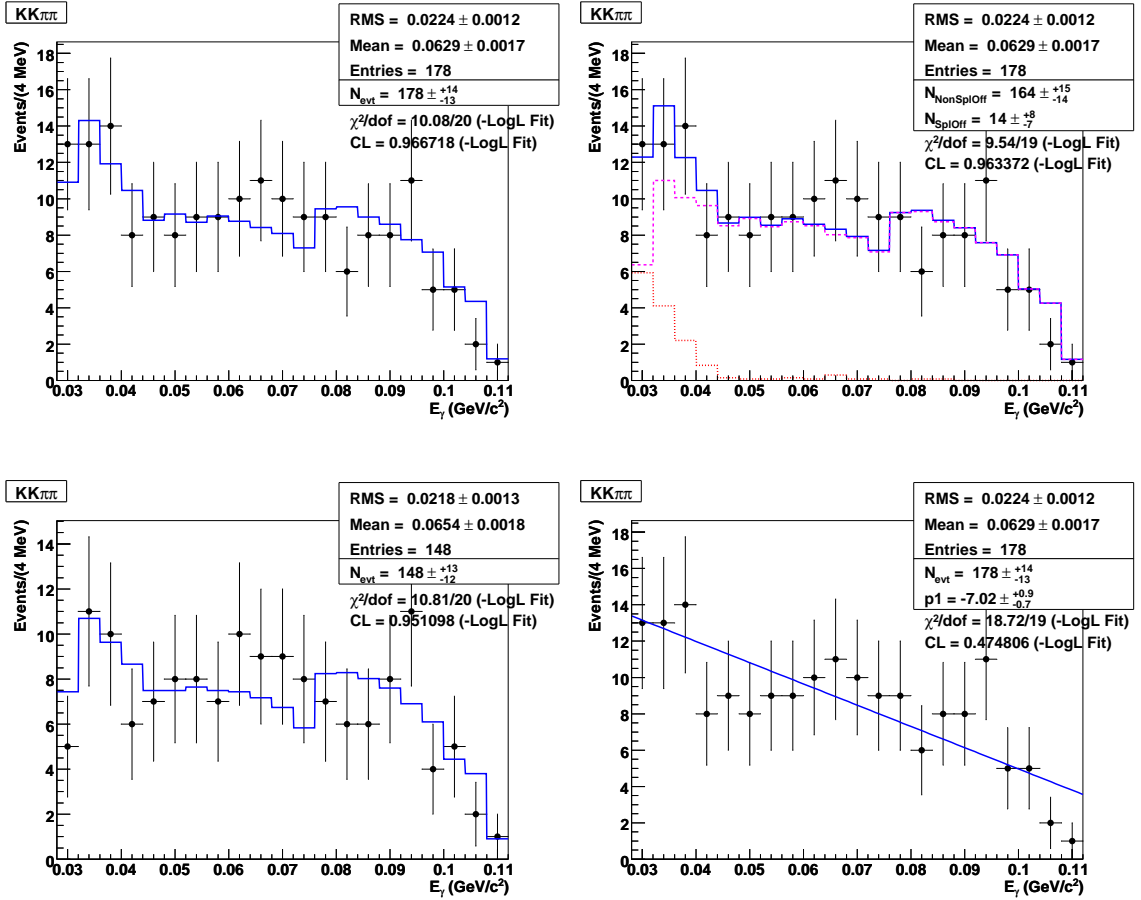 KKππ
RMS = 0.0224 ± 0.0012
Mean = 0.0629 ± 0.0017
Entries = 178
N_evt = 178 ± +14 -13
χ²/dof = 10.08/20 (-LogL Fit)
CL = 0.966718 (-LogL Fit)
Events/(4 MeV)
18
16
14
12
10
8
6
4
2
0
0.03 0.04 0.05 0.06 0.07 0.08 0.09 0.1 0.11
E_γ (GeV/c²)
KKππ
RMS = 0.0224 ± 0.0012
Mean = 0.0629 ± 0.0017
Entries = 178
N_NonSplOff = 164 ± +15 -14
N_SplOff = 14 ± +8 -7
χ²/dof = 9.54/19 (-LogL Fit)
CL = 0.963372 (-LogL Fit)
Events/(4 MeV)
18
16
14
12
10
8
6
4
2
0
0.03 0.04 0.05 0.06 0.07 0.08 0.09 0.1 0.11
E_γ (GeV/c²)
KKππ
RMS = 0.0218 ± 0.0013
Mean = 0.0654 ± 0.0018
Entries = 148
N_evt = 148 ± +13 -12
χ²/dof = 10.81/20 (-LogL Fit)
CL = 0.951098 (-LogL Fit)
Events/(4 MeV)
14
12
10
8
6
4
2
0
0.03 0.04 0.05 0.06 0.07 0.08 0.09 0.1 0.11
E_γ (GeV/c²)
KKππ
RMS = 0.0224 ± 0.0012
Mean = 0.0629 ± 0.0017
Entries = 178
N_evt = 178 ± +14 -13
p1 = -7.02 ± +0.9 -0.7
χ²/dof = 18.72/19 (-LogL Fit)
CL = 0.474806 (-LogL Fit)
Events/(4 MeV)
18
16
14
12
10
8
6
4
2
0
0.03 0.04 0.05 0.06 0.07 0.08 0.09 0.1 0.11
E_γ (GeV/c²)